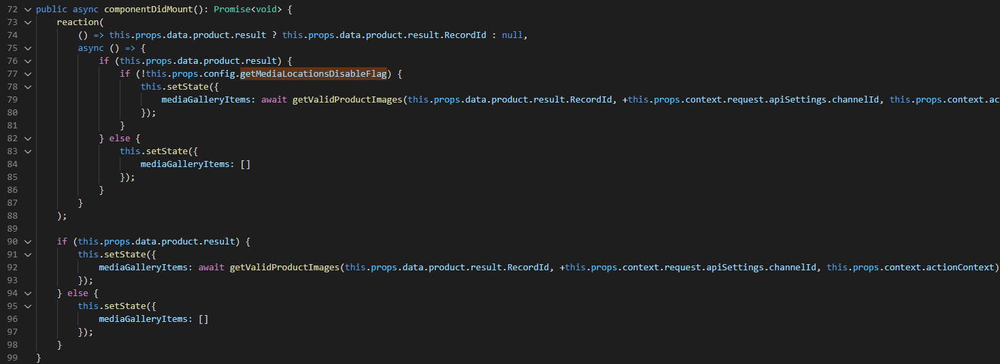 72 public async componentDidMount(): Promise<void> {
73 reaction(
74 () => this.props.data.product.result ? this.props.data.product.result.RecordId : null,
75 async () => {
76 if (this.props.data.product.result) {
77 if (!this.props.config.getMediaLocationsDisableFlag) {
78 this.setState({
79 mediaGalleryItems: await getValidProductImages(this.props.data.product.result.RecordId, +this.props.context.request.apiSettings.channelId, this.props.context.ac
80 });
81 }
82 } else {
83 this.setState({
84 mediaGalleryItems: []
85 });
86 }
87 }
88 );
89
90 if (this.props.data.product.result) {
91 this.setState({
92 mediaGalleryItems: await getValidProductImages(this.props.data.product.result.RecordId, +this.props.context.request.apiSettings.channelId, this.props.context.actionContext)
93 });
94 } else {
95 this.setState({
96 mediaGalleryItems: []
97 });
98 }
99 }